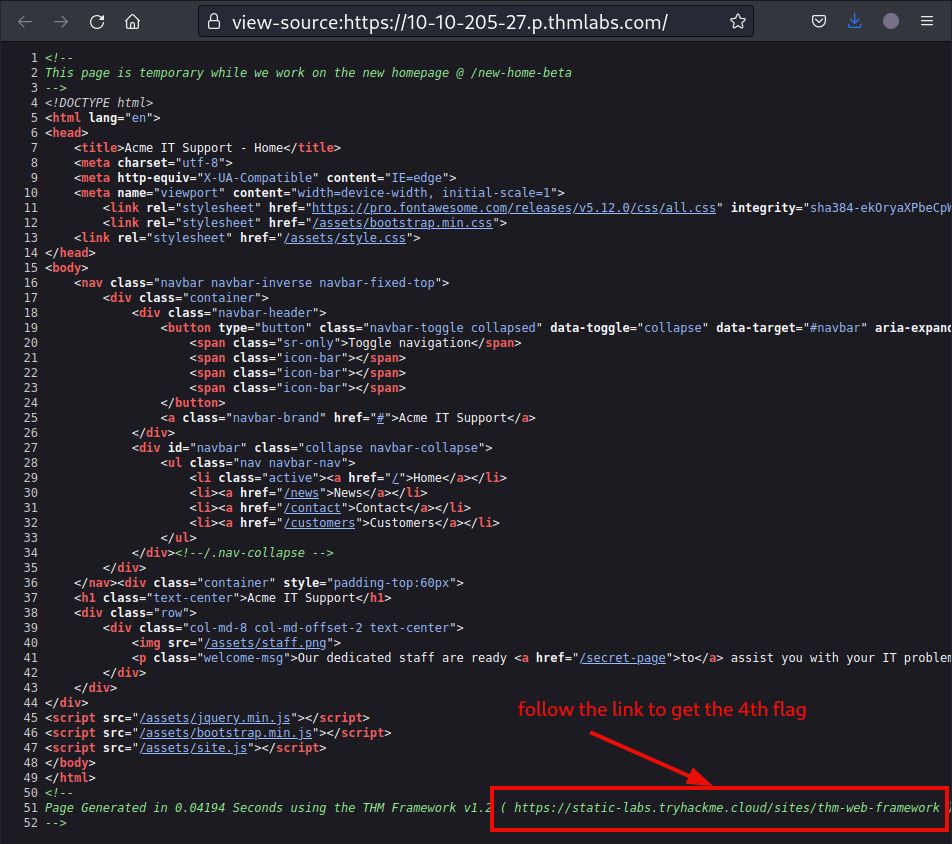 view-source:https://10-10-205-27.p.thmlabs.com/
1 <!--
2 This page is temporary while we work on the new homepage @ /new-home-beta
3 -->
4 <!DOCTYPE html>
5 <html lang="en">
6 <head>
7 <title>Acme IT Support - Home</title>
8 <meta charset="utf-8">
9 <meta http-equiv="X-UA-Compatible" content="IE=edge">
10 <meta name="viewport" content="width=device-width, initial-scale=1">
11 <link rel="stylesheet" href="https://pro.fontawesome.com/releases/v5.12.0/css/all.css" integrity="sha384-ekOryaXPbeCpW
12 <link rel="stylesheet" href="/assets/bootstrap.min.css">
13 <link rel="stylesheet" href="/assets/style.css">
14 </head>
15 <body>
16 <nav class="navbar navbar-inverse navbar-fixed-top">
17 <div class="container">
18 <div class="navbar-header">
19 <button type="button" class="navbar-toggle collapsed" data-toggle="collapse" data-target="#navbar" aria-expand
20 <span class="sr-only">Toggle navigation</span>
21 <span class="icon-bar"></span>
22 <span class="icon-bar"></span>
23 <span class="icon-bar"></span>
24 </button>
25 <a class="navbar-brand" href="#">Acme IT Support</a>
26 </div>
27 <div id="navbar" class="collapse navbar-collapse">
28 <ul class="nav navbar-nav">
29 <li class="active"><a href="/">Home</a></li>
30 <li><a href="/news">News</a></li>
31 <li><a href="/contact">Contact</a></li>
32 <li><a href="/customers">Customers</a></li>
33 </ul>
34 </div><!--/.nav-collapse -->
35 </div>
36 </nav><div class="container" style="padding-top:60px">
37 <h1 class="text-center">Acme IT Support</h1>
38 <div class="row">
39 <div class="col-md-8 col-md-offset-2 text-center">
40 <img src="/assets/staff.png">
41 <p class="welcome-msg">Our dedicated staff are ready <a href="/secret-page">to</a> assist you with your IT problem
42 </div>
43 </div>
44 </div>
45 <script src="/assets/jquery.min.js"></script>
46 <script src="/assets/bootstrap.min.js"></script>
47 <script src="/assets/site.js"></script>
48 </body>
49 </html>
follow the link to get the 4th flag
50 <!--
51 Page Generated in 0.04194 Seconds using the THM Framework v1.2 ( https://static-labs.tryhackme.cloud/sites/thm-web-framework )
52 -->